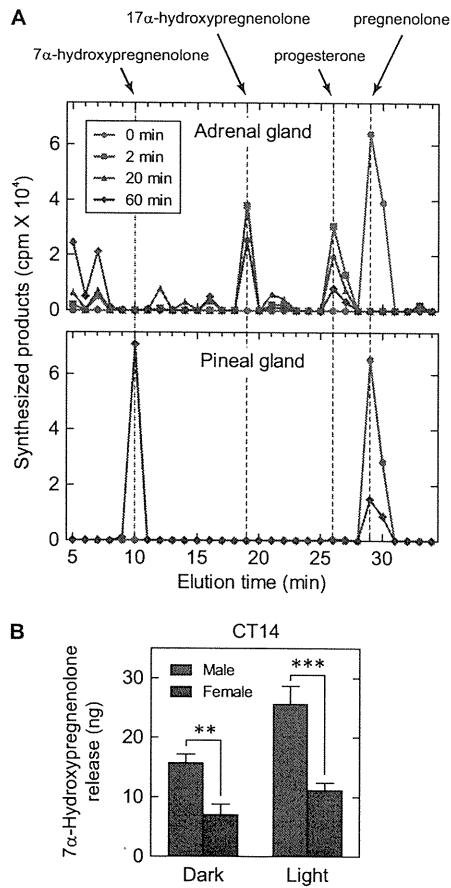 A
17α-hydroxypregnenolone
pregnenolone
7α-hydroxypregnenolone
progesterone
Adrenal gland
0 min
2 min
20 min
60 min
6
4
2
0
Pineal gland
6
4
2
0
Synthesized products (cpm X 10⁴)
5 10 15 20 25 30
Elution time (min)
B
CT14
Male
Female
**
***
30
20
10
0
7α-Hydroxypregnenolone
release (ng)
Dark Light